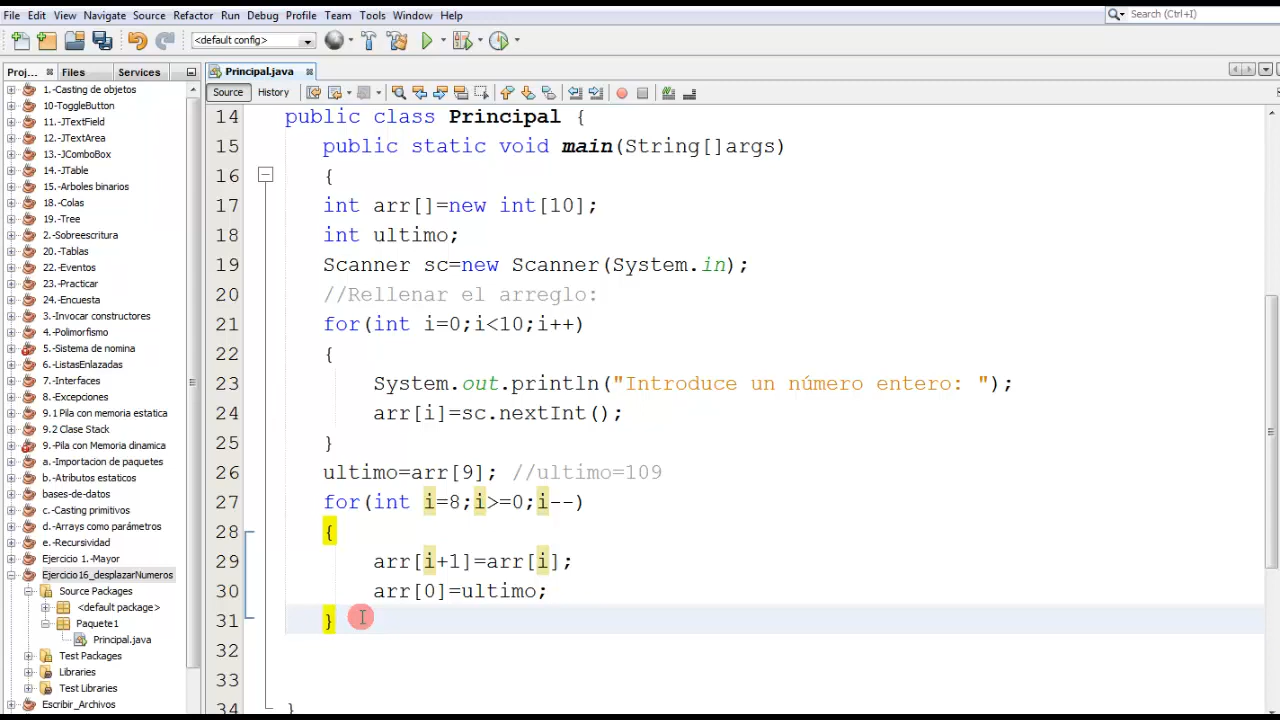 File Edit View Navigate Source Refactor Run Debug Profile Team Tools Window Help
Search (Ctrl+I)
<default config>
Proj...
Files
Services
Principal.java
Source
History
1.-Casting de objetos
10-ToggleButton
11.-JTextField
12.-JTextArea
13.-JComboBox
14.-JTable
15.-Arboles binarios
18.-Colas
19.-Tree
2.-Sobreescritura
20.-Tablas
22.-Eventos
23.-Practicar
24.-Encuesta
3.-Invocar constructores
4.-Polimorfismo
5.-Sistema de nomina
6.-ListasEnlazadas
7.-Interfaces
8.-Excepciones
9.1 Pila con memoria estatica
9.2 Clase Stack
9.-Pila con Memoria dinamica
a.-Importacion de paquetes
b.-Atributos estaticos
bases-de-datos
c.-Casting primitivos
d.-Arrays como parámetros
e.-Recursividad
Ejercicio 1.-Mayor
Ejercicio16_desplazarNumeros
Source Packages
<default package>
Paquete1
Principal.java
Test Packages
Libraries
Test Libraries
Escribir_Archivos
14 public class Principal {
15 public static void main(String[]args)
16 {
17 int arr[]=new int[10];
18 int ultimo;
19 Scanner sc=new Scanner(System.in);
20 //Rellenar el arreglo:
21 for(int i=0;i<10;i++)
22 {
23 System.out.println("Introduce un número entero: ");
24 arr[i]=sc.nextInt();
25 }
26 ultimo=arr[9]; //ultimo=109
27 for(int i=8;i>=0;i--)
28 {
29 arr[i+1]=arr[i];
30 arr[0]=ultimo;
31 }
32
33
34 }